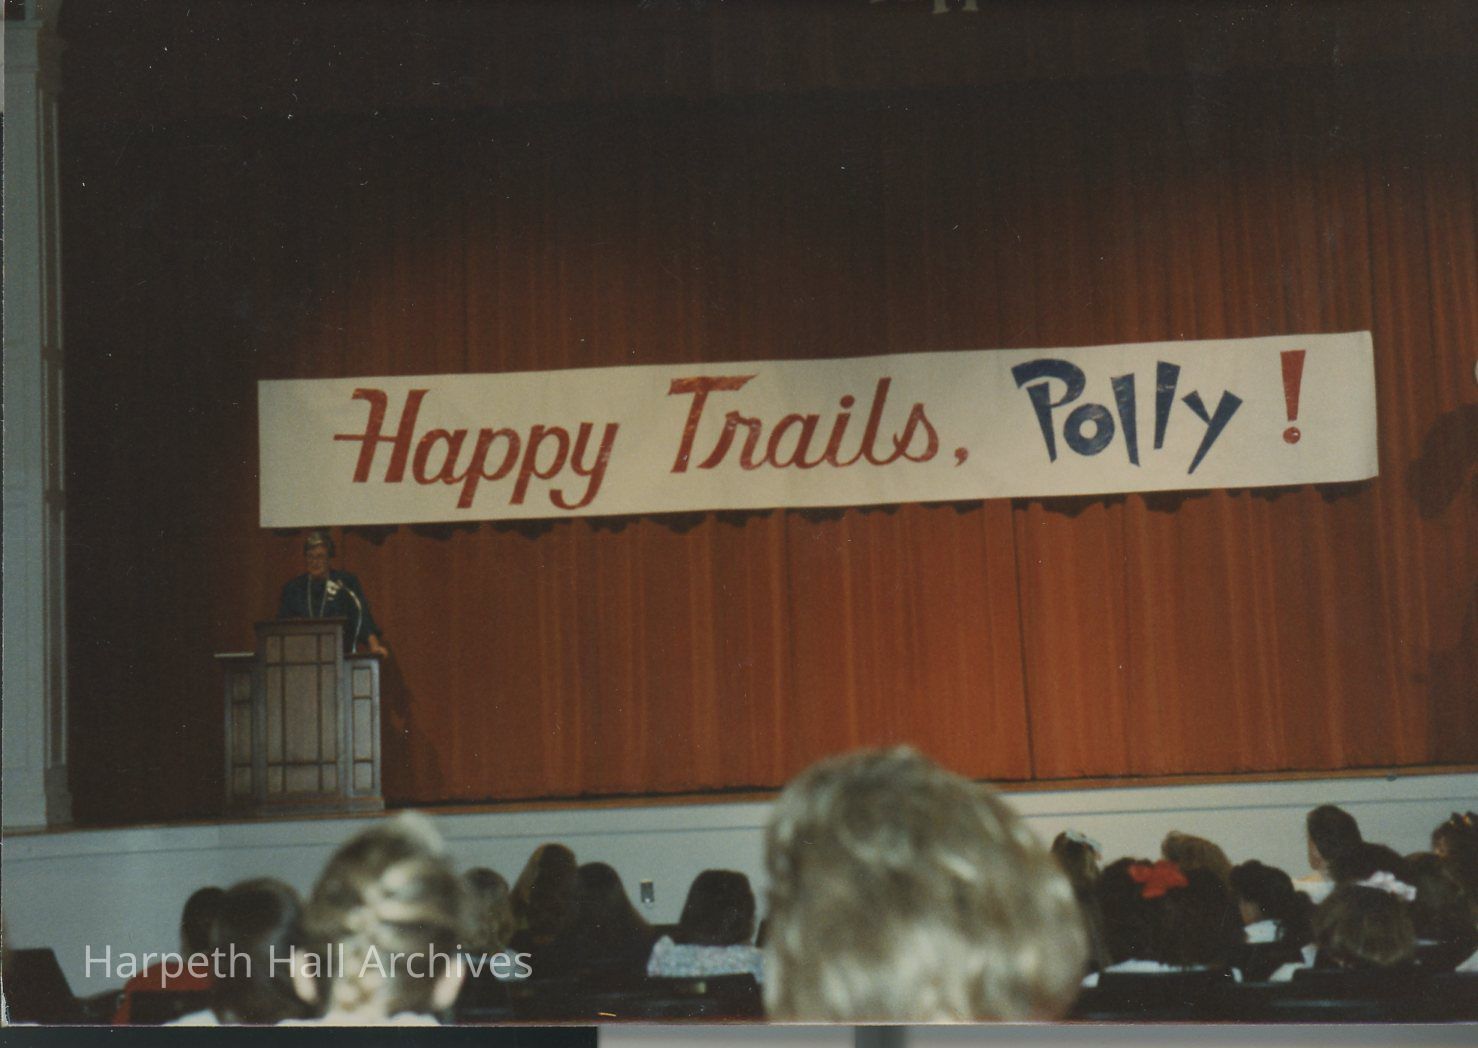 Happy Trails, Polly!
Harpeth Hall Archives